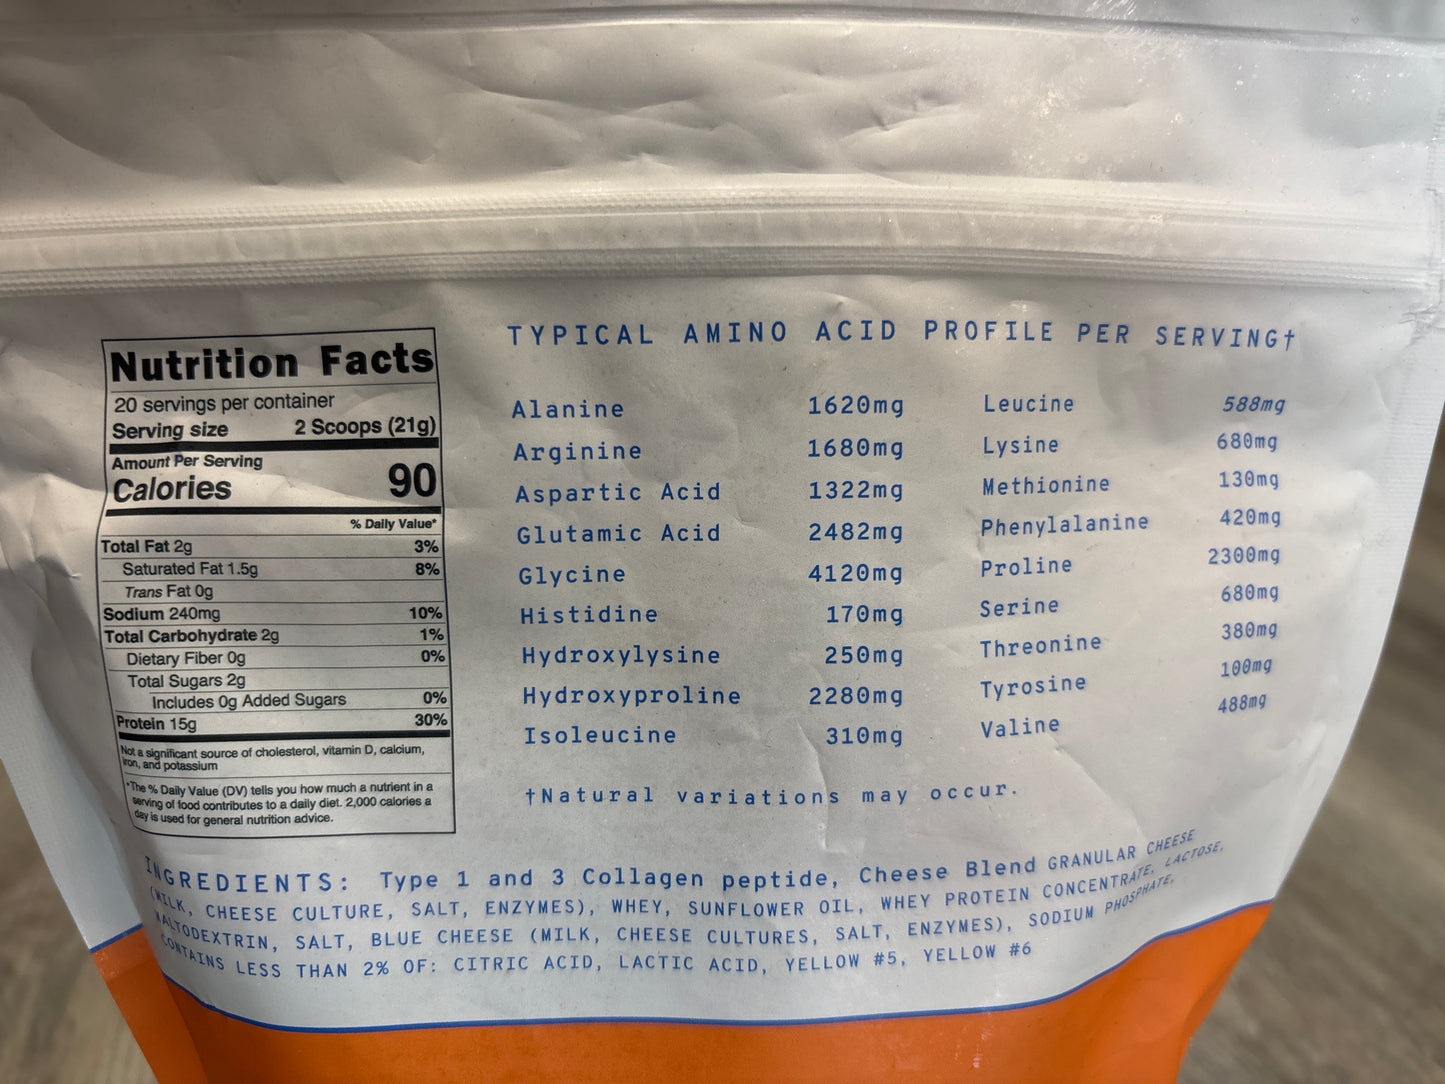 Nutrition Facts
20 servings per container
Serving size 2 Scoops (21g)
Amount Per Serving
Calories 90
% Daily Value*
Total Fat 2g 3%
Saturated Fat 1.5g 8%
Trans Fat 0g
Sodium 240mg 10%
Total Carbohydrate 2g 1%
Dietary Fiber 0g 0%
Total Sugars 2g
Includes 0g Added Sugars 0%
Protein 15g 30%
Not a significant source of cholesterol, vitamin D, calcium,
iron, and potassium
*The % Daily Value (DV) tells you how much a nutrient in a
serving of food contributes to a daily diet. 2,000 calories a
day is used for general nutrition advice.
TYPICAL AMINO ACID PROFILE PER SERVING†
Alanine 1620mg
Arginine 1680mg
Aspartic Acid 1322mg
Glutamic Acid 2482mg
Glycine 4120mg
Histidine 170mg
Hydroxylysine 250mg
Hydroxyproline 2280mg
Isoleucine 310mg
Leucine 588mg
Lysine 680mg
Methionine 130mg
Phenylalanine 420mg
Proline 2300mg
Serine 680mg
Threonine 380mg
Tyrosine 100mg
Valine 488mg
†Natural variations may occur.
INGREDIENTS: Type 1 and 3 Collagen peptide, Cheese Blend GRANULAR CHEESE
(MILK, CHEESE CULTURE, SALT, ENZYMES), WHEY, SUNFLOWER OIL, WHEY PROTEIN CONCENTRATE, LACTOSE,
MALTODEXTRIN, SALT, BLUE CHEESE (MILK, CHEESE CULTURES, SALT, ENZYMES), SODIUM PHOSPHATE,
CONTAINS LESS THAN 2% OF: CITRIC ACID, LACTIC ACID, YELLOW #5, YELLOW #6